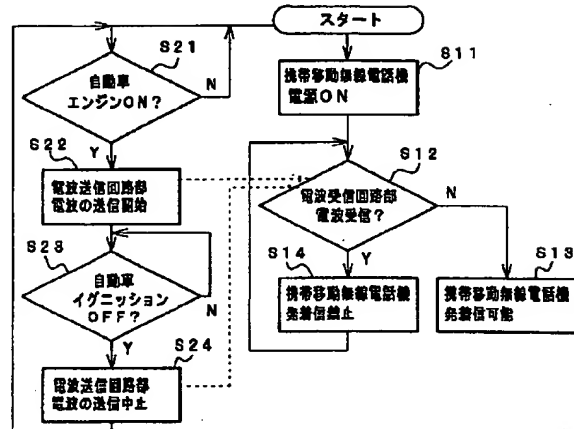 スタート
S21
自動車
エンジンON?
N
Y
S22
電波送信回路部
電波の送信開始
S23
自動車
イグニッション
OFF?
N
Y
S24
電波送信回路部
電波の送信中止
S11
携帯移動無線電話機
電源ON
S12
電波受信回路部
電波受信?
N
Y
S14
携帯移動無線電話機
発着信禁止
S13
携帯移動無線電話機
発着信可能